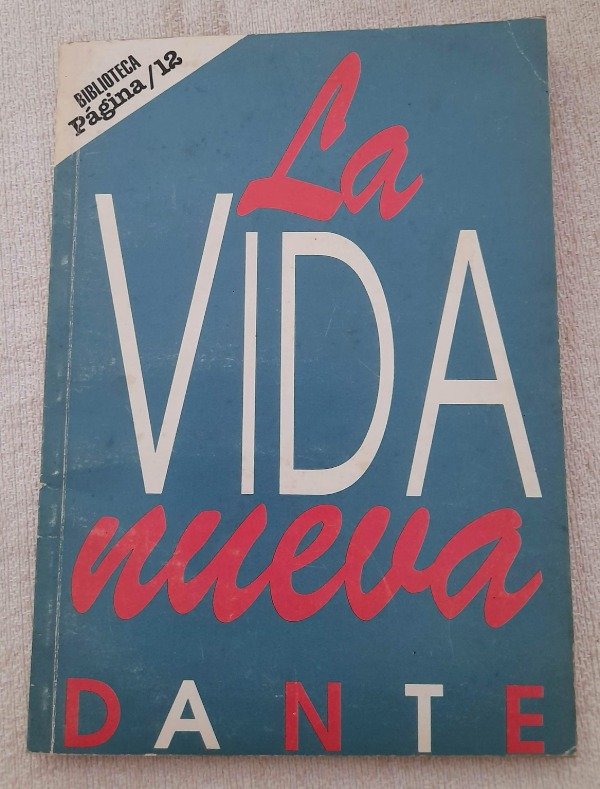 BIBLIOTECA
Página/12
La
VIDA
nueva
DANTE